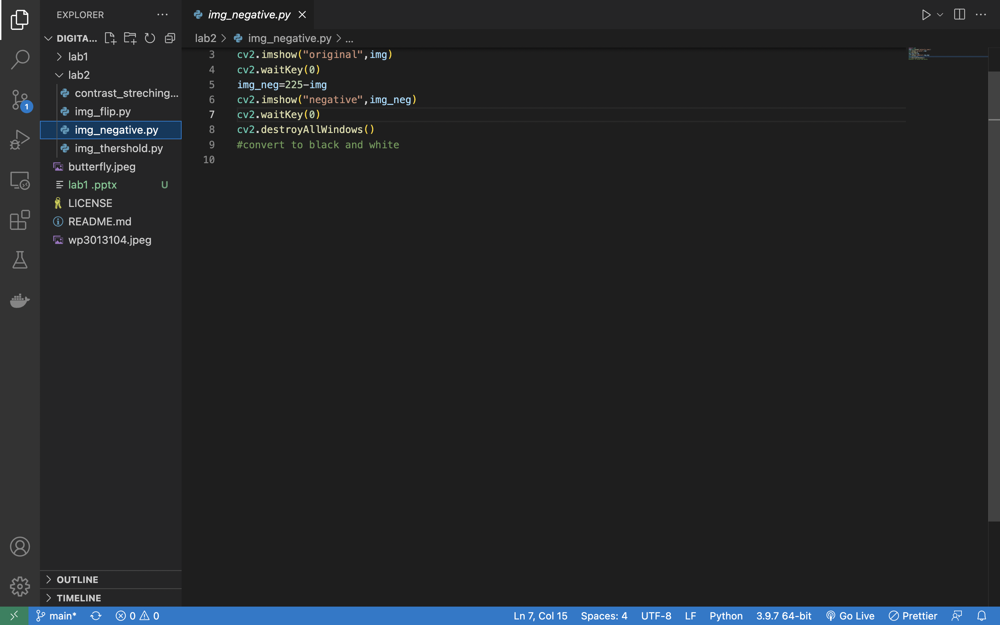 EXPLORER
img_negative.py
DIGITA...
lab2 > img_negative.py > ...
lab1
lab2
contrast_streching...
img_flip.py
img_negative.py
img_thershold.py
butterfly.jpeg
lab1 .pptx U
LICENSE
README.md
wp3013104.jpeg
1
3 cv2.imshow("original",img)
4 cv2.waitKey(0)
5 img_neg=225-img
6 cv2.imshow("negative",img_neg)
7 cv2.waitKey(0)
8 cv2.destroyAllWindows()
9 #convert to black and white
10
OUTLINE
TIMELINE
main* 0 0 Ln 7, Col 15 Spaces: 4 UTF-8 LF Python 3.9.7 64-bit Go Live Prettier